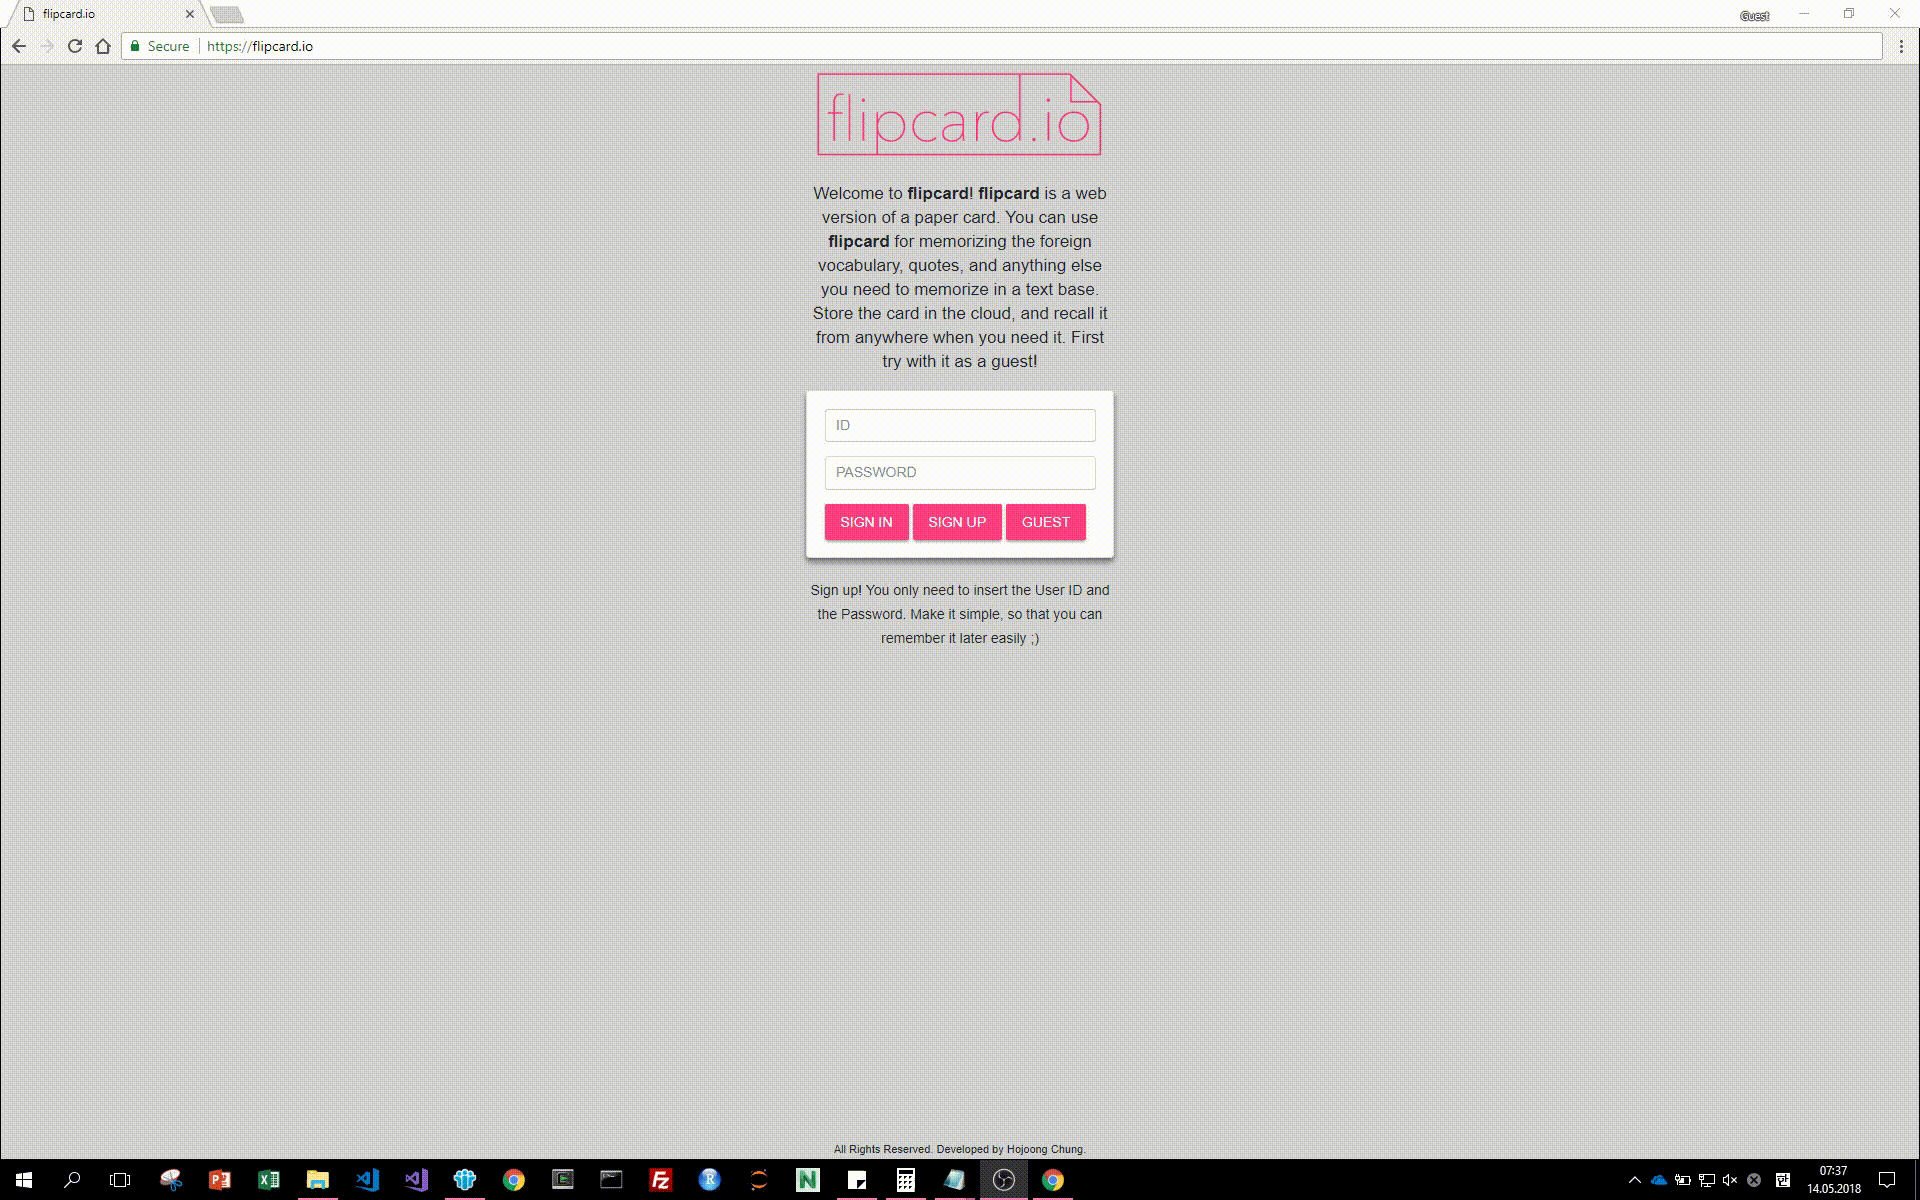 flipcard.io
Guest
Secure
https://flipcard.io
flipcard.io
Welcome to flipcard! flipcard is a web
version of a paper card. You can use
flipcard for memorizing the foreign
vocabulary, quotes, and anything else
you need to memorize in a text base.
Store the card in the cloud, and recall it
from anywhere when you need it. First
try with it as a guest!
ID
PASSWORD
SIGN IN SIGN UP GUEST
Sign up! You only need to insert the User ID and
the Password. Make it simple, so that you can
remember it later easily ;)
All Rights Reserved. Developed by Hojoong Chung.
07:37
14.05.2018